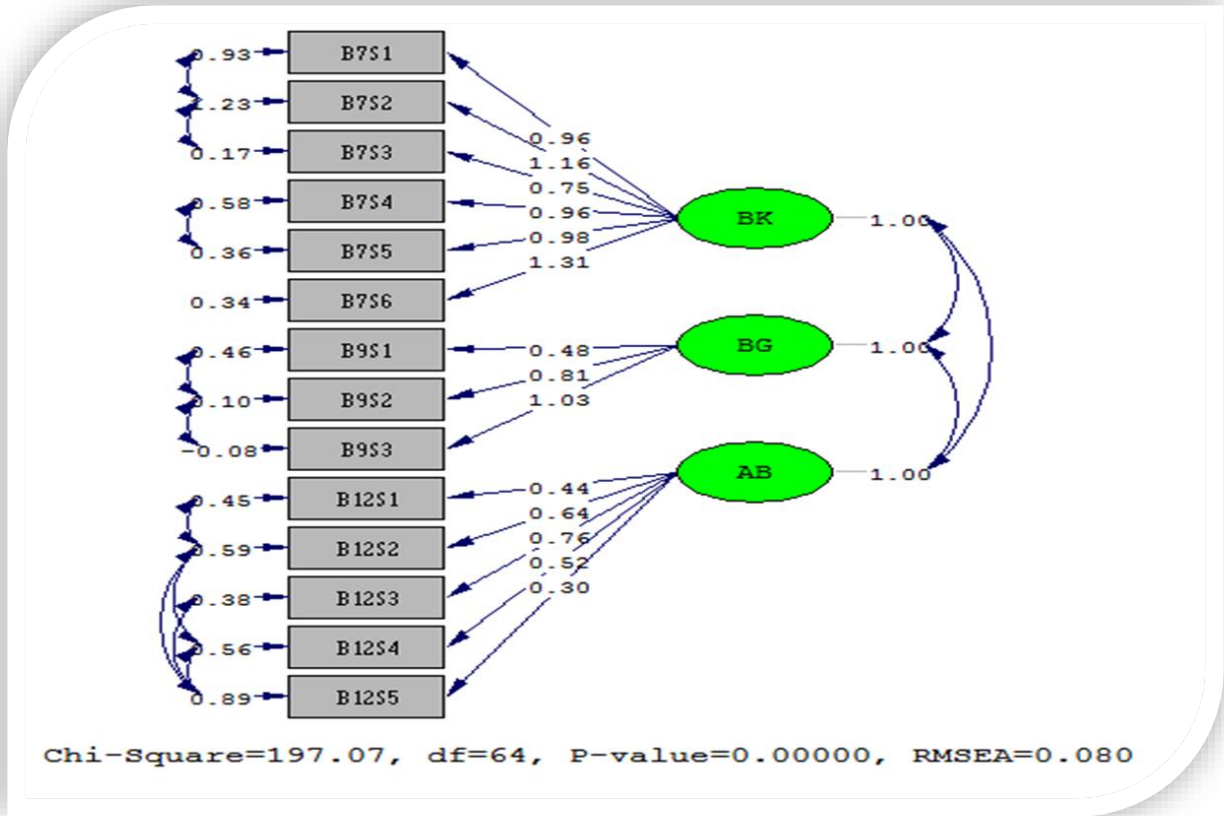 0.93 B7S1
1.23 B7S2 0.96
0.17 B7S3 1.16
0.75
0.58 B7S4 0.96 BK 1.00
0.36 B7S5 0.98
1.31
0.34 B7S6
0.46 B9S1 0.48 BG 1.00
0.81
0.10 B9S2 1.03
-0.08 B9S3
AB 1.00
0.45 B12S1 0.44
0.64
0.59 B12S2 0.76
0.52
0.38 B12S3 0.30
0.56 B12S4
0.89 B12S5
Chi-Square=197.07, df=64, P-value=0.00000, RMSEA=0.080